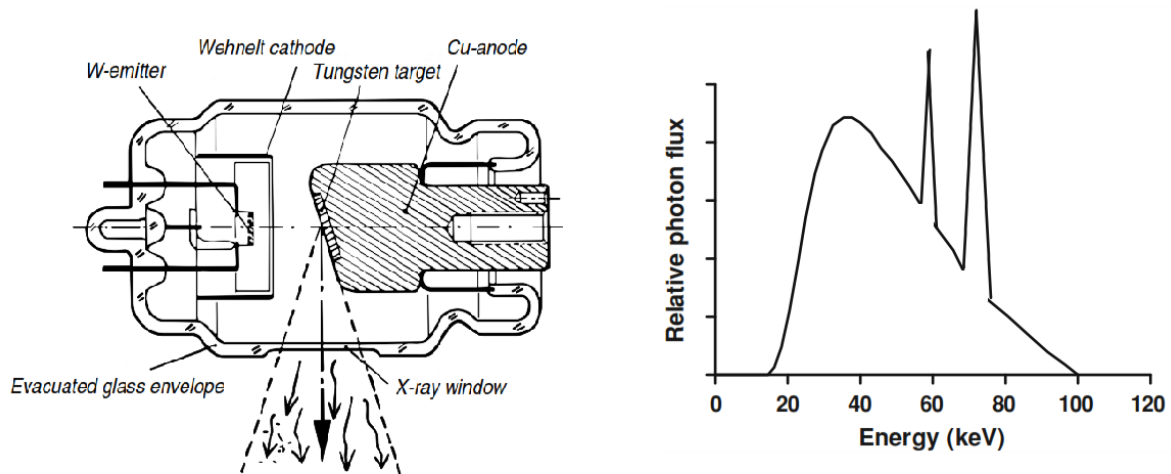 Wehnelt cathode
Cu-anode
W-emitter
Tungsten target
Evacuated glass envelope
X-ray window
Relative photon flux
0 20 40 60 80 100 120
Energy (keV)